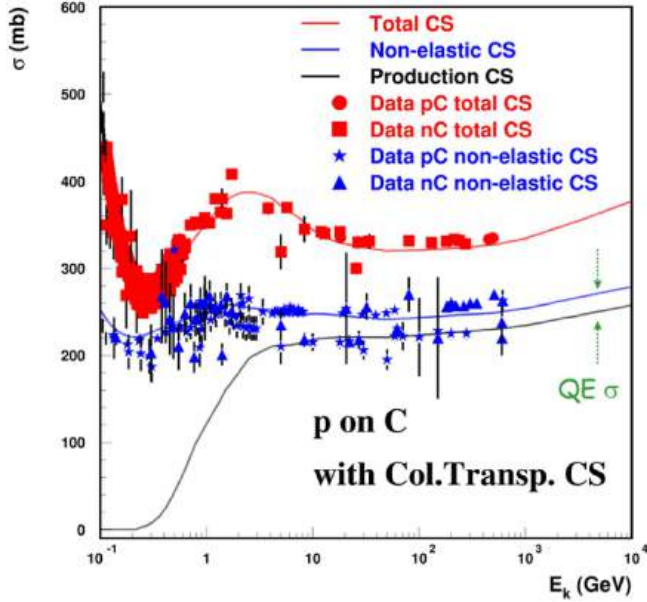 600
500
400
300
200
100
0
σ (mb)
Total CS
Non-elastic CS
Production CS
Data pC total CS
Data nC total CS
Data pC non-elastic CS
Data nC non-elastic CS
QE σ
p on C
with Col.Transp. CS
10⁻¹ 1 10 10² 10³ 10⁴
E_k (GeV)